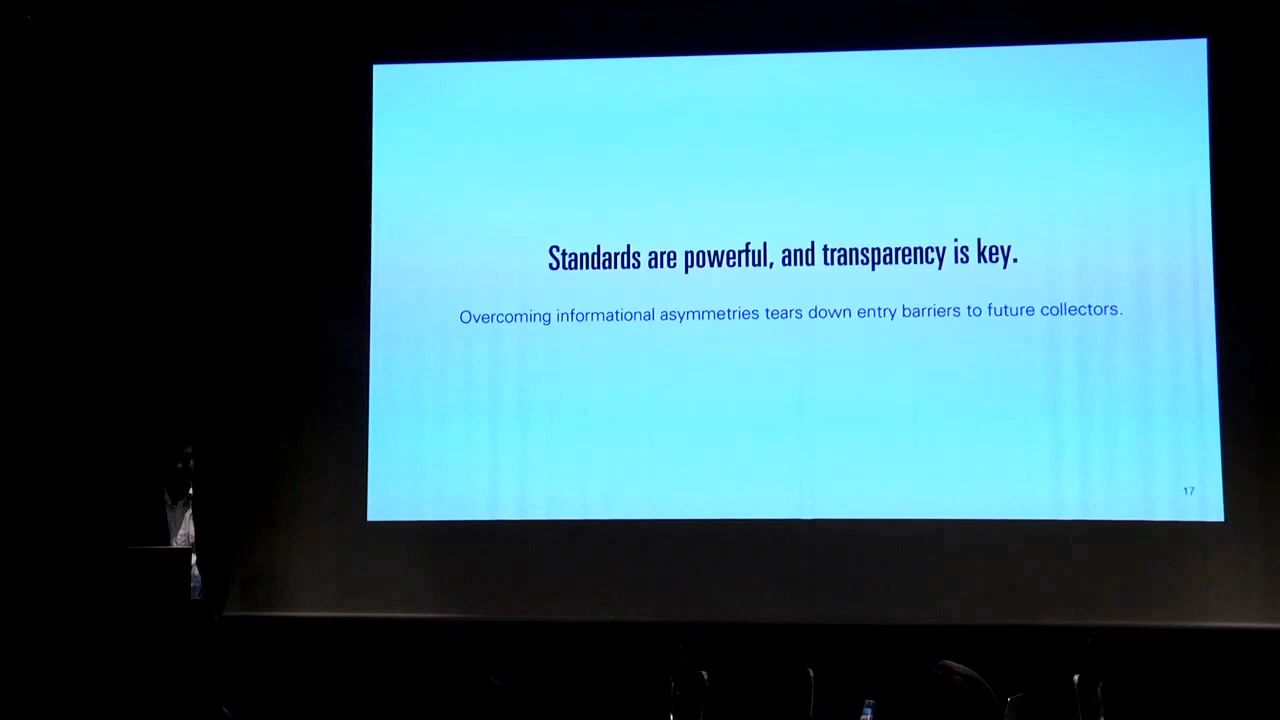 Standards are powerful, and transparency is key.
Overcoming informational asymmetries tears down entry barriers to future collectors.
17